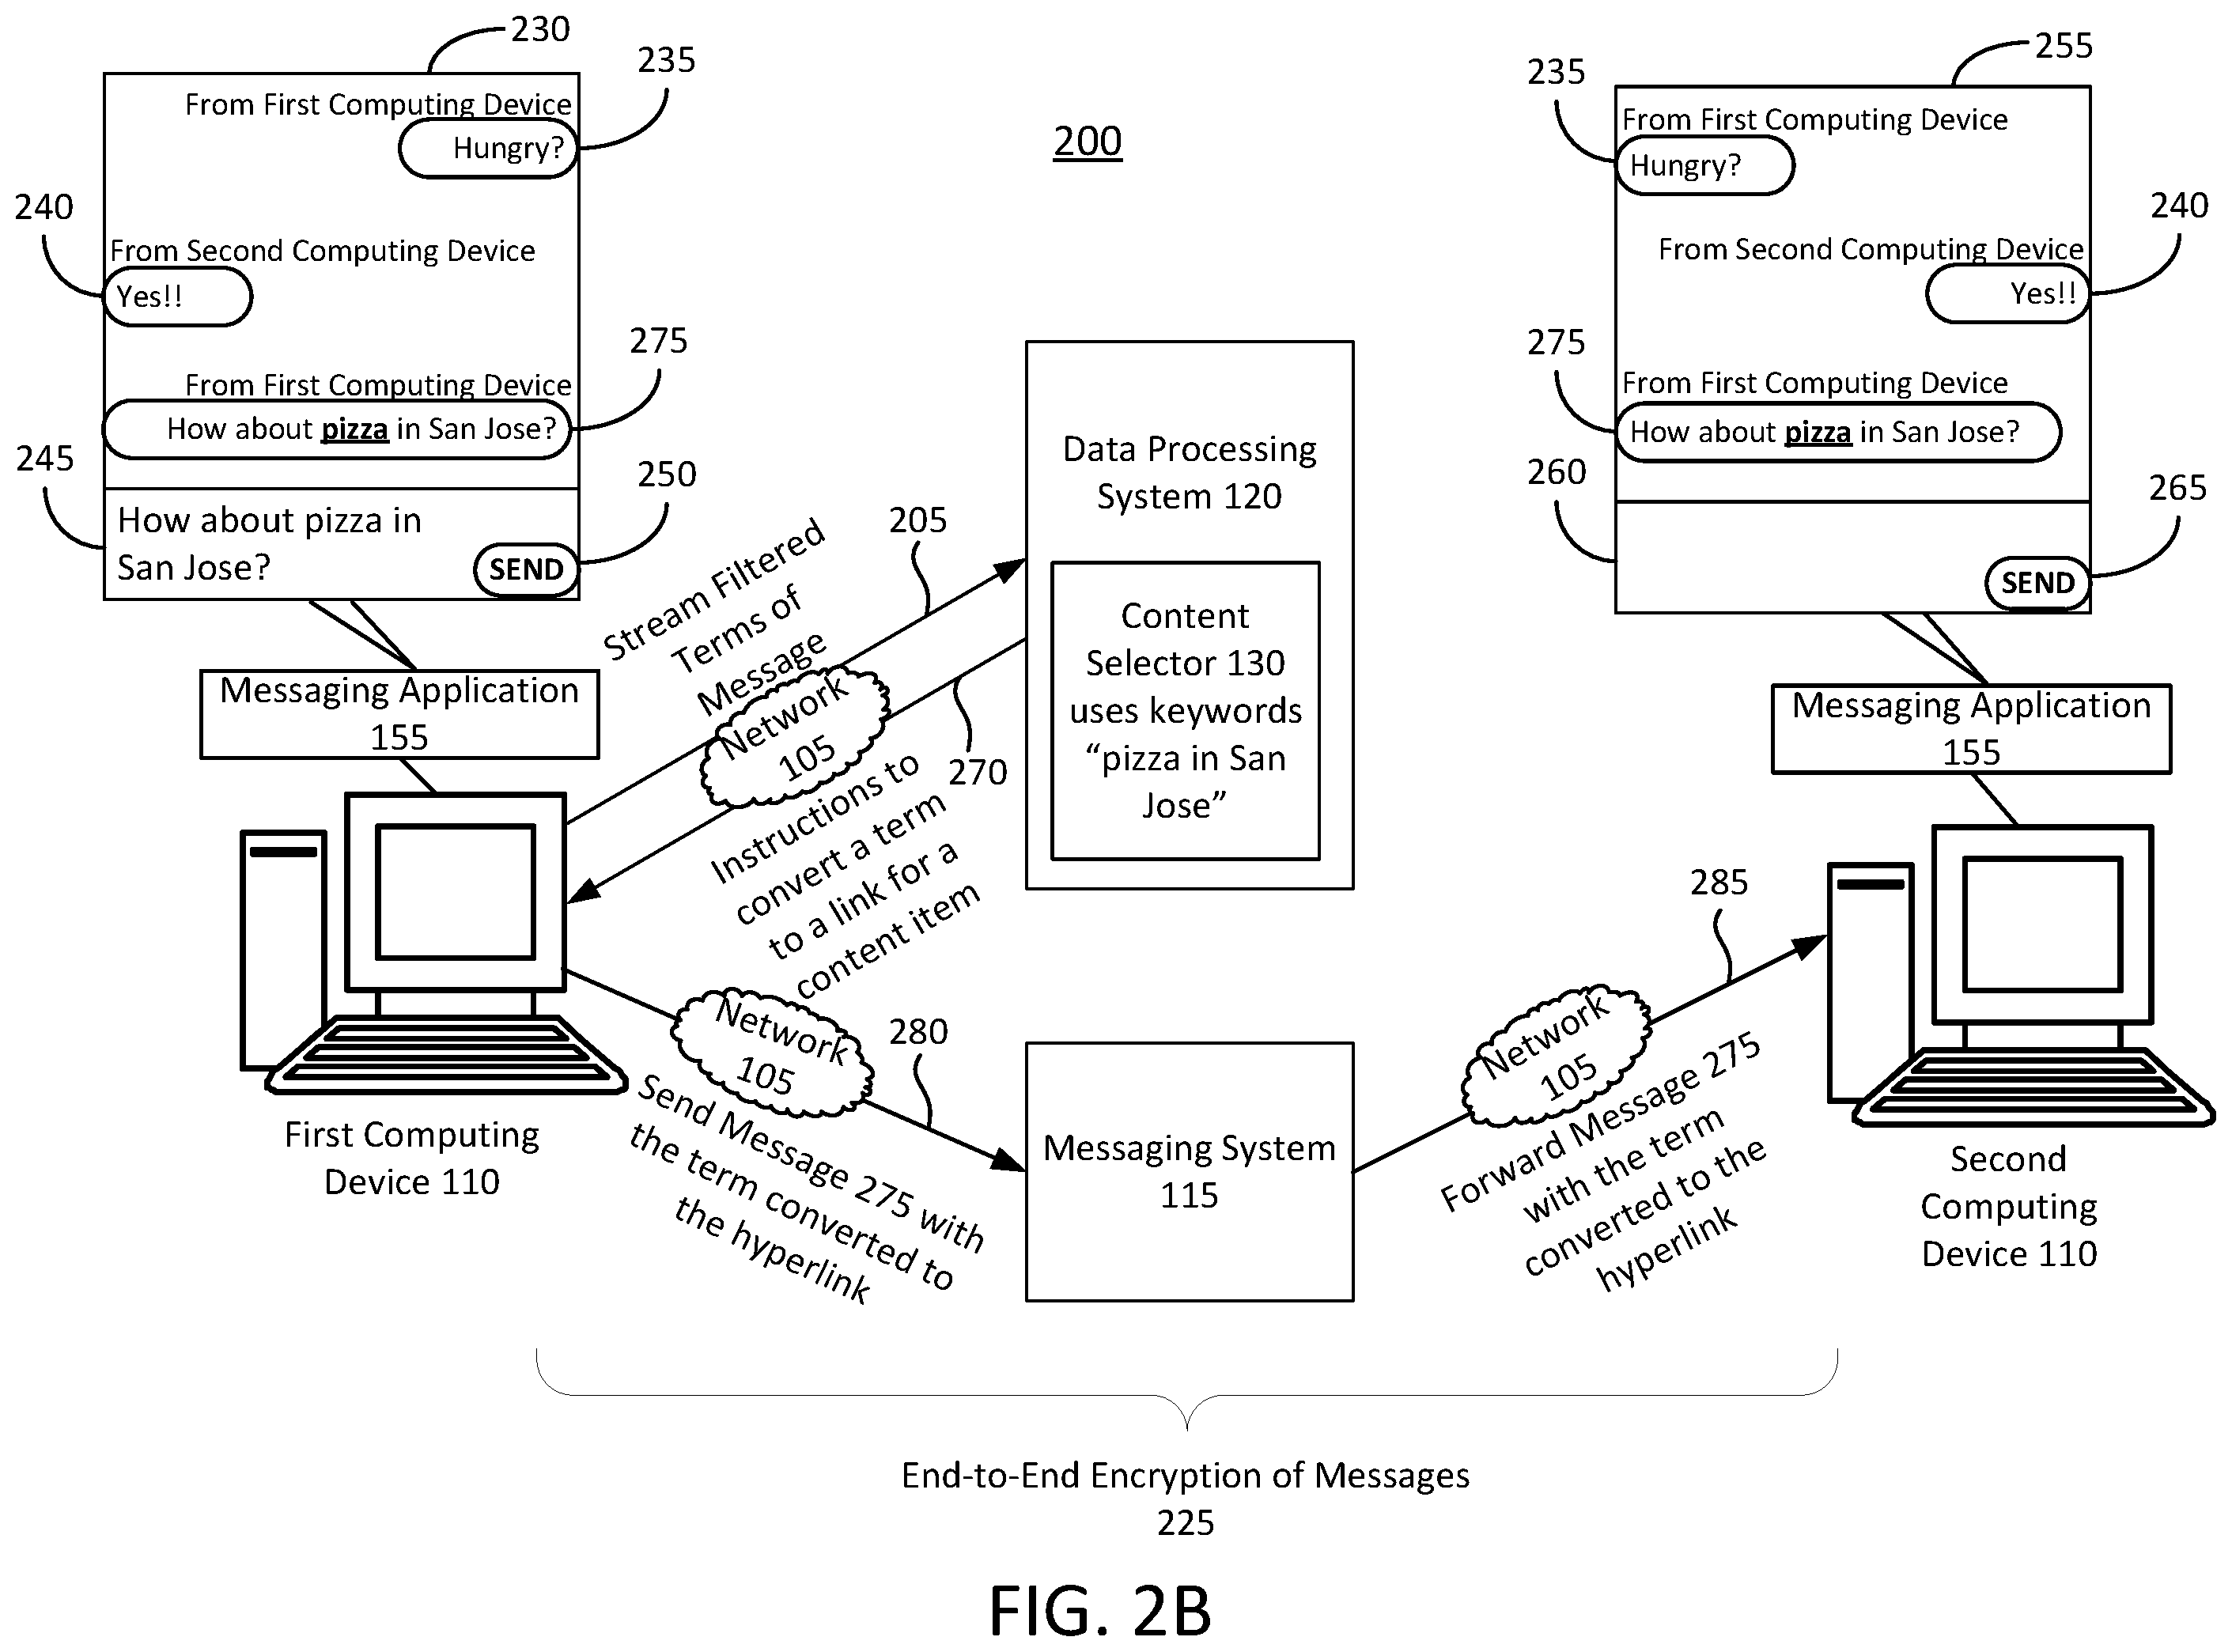 230
235
From First Computing Device
Hungry?
240
From Second Computing Device
Yes!!
275
From First Computing Device
How about pizza in San Jose?
245
250
How about pizza in
San Jose?
SEND
Messaging Application
155
First Computing
Device 110
200
Stream Filtered
Terms of
Message
205
Network
105
270
Instructions to
convert a term
to a link for a
content item
Data Processing
System 120
Content
Selector 130
uses keywords
“pizza in San
Jose”
Network
105
280
Send Message 275 with
the term converted to
the hyperlink
Messaging System
115
285
Network
105
Forward Message 275
with the term
converted to the
hyperlink
255
235
From First Computing Device
Hungry?
240
From Second Computing Device
Yes!!
275
From First Computing Device
How about pizza in San Jose?
260
265
SEND
Messaging Application
155
Second
Computing
Device 110
End-to-End Encryption of Messages
225
FIG. 2B